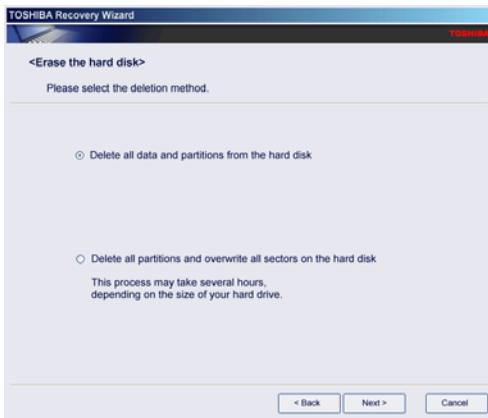 TOSHIBA Recovery Wizard
TOSHIBA
<Erase the hard disk>
Please select the deletion method.
Delete all data and partitions from the hard disk
Delete all partitions and overwrite all sectors on the hard disk
This process may take several hours,
depending on the size of your hard drive.
< Back Next > Cancel